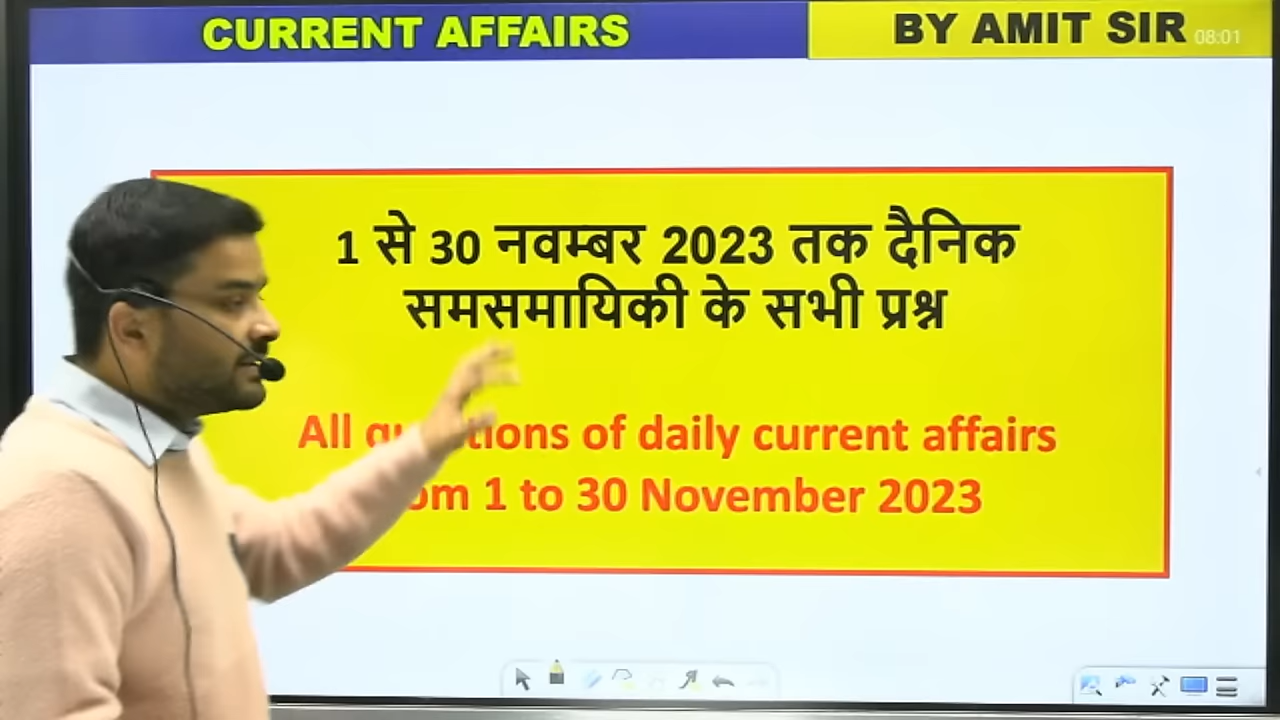 CURRENT AFFAIRS
BY AMIT SIR
08:01
1 से 30 नवम्बर 2023 तक दैनिक
समसमायिकी के सभी प्रश्न
All of daily current affairs
1 to 30 November 2023